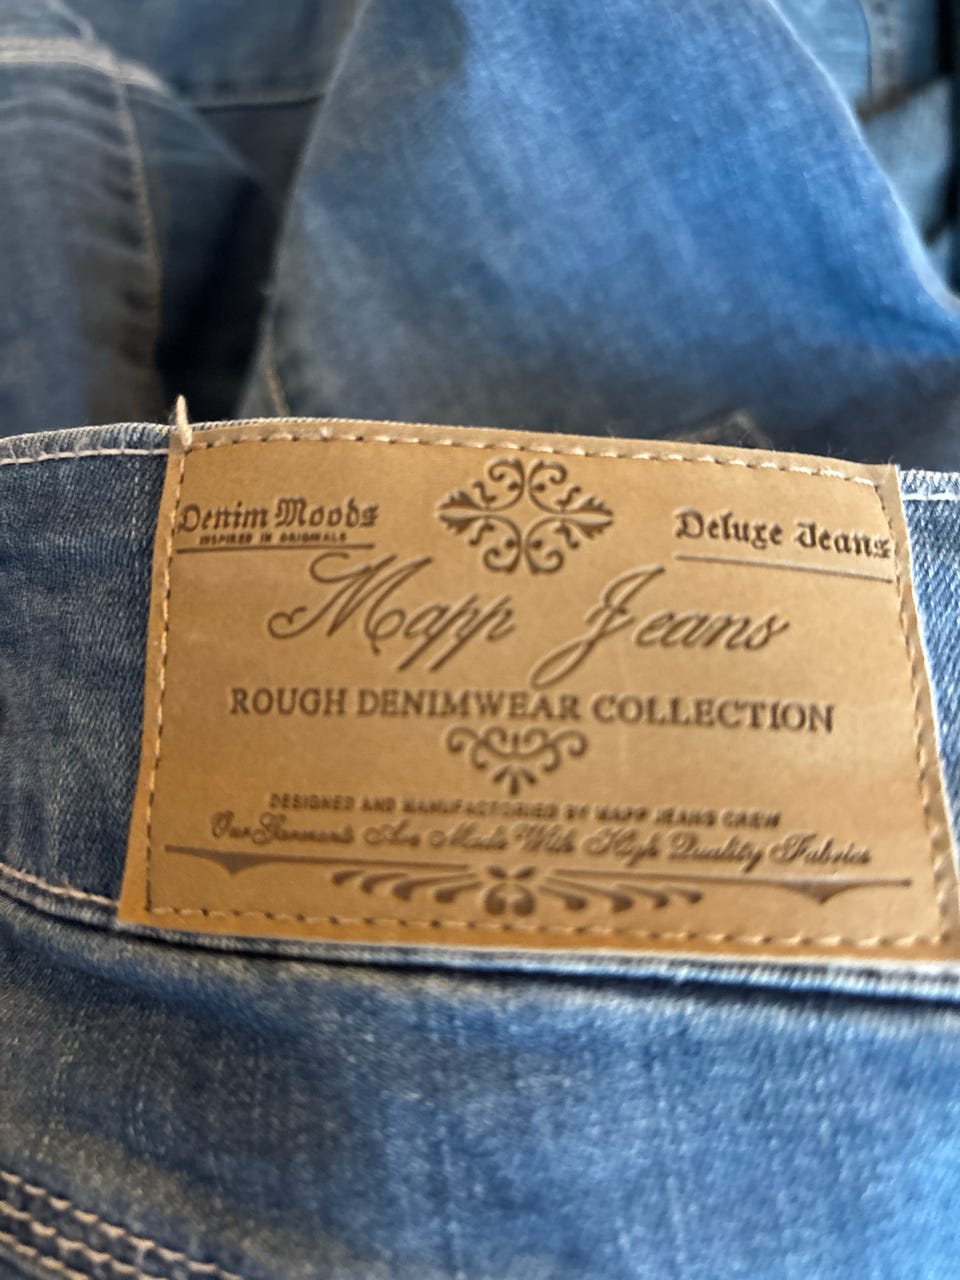 Denim Moods
INSPIRED IN ORIGINALS
Deluxe Jeans
Mapp Jeans
ROUGH DENIMWEAR COLLECTION
DESIGNED AND MANUFACTORIED BY MAPP JEANS CREW
Our Garments Are Made With High Quality Fabrics